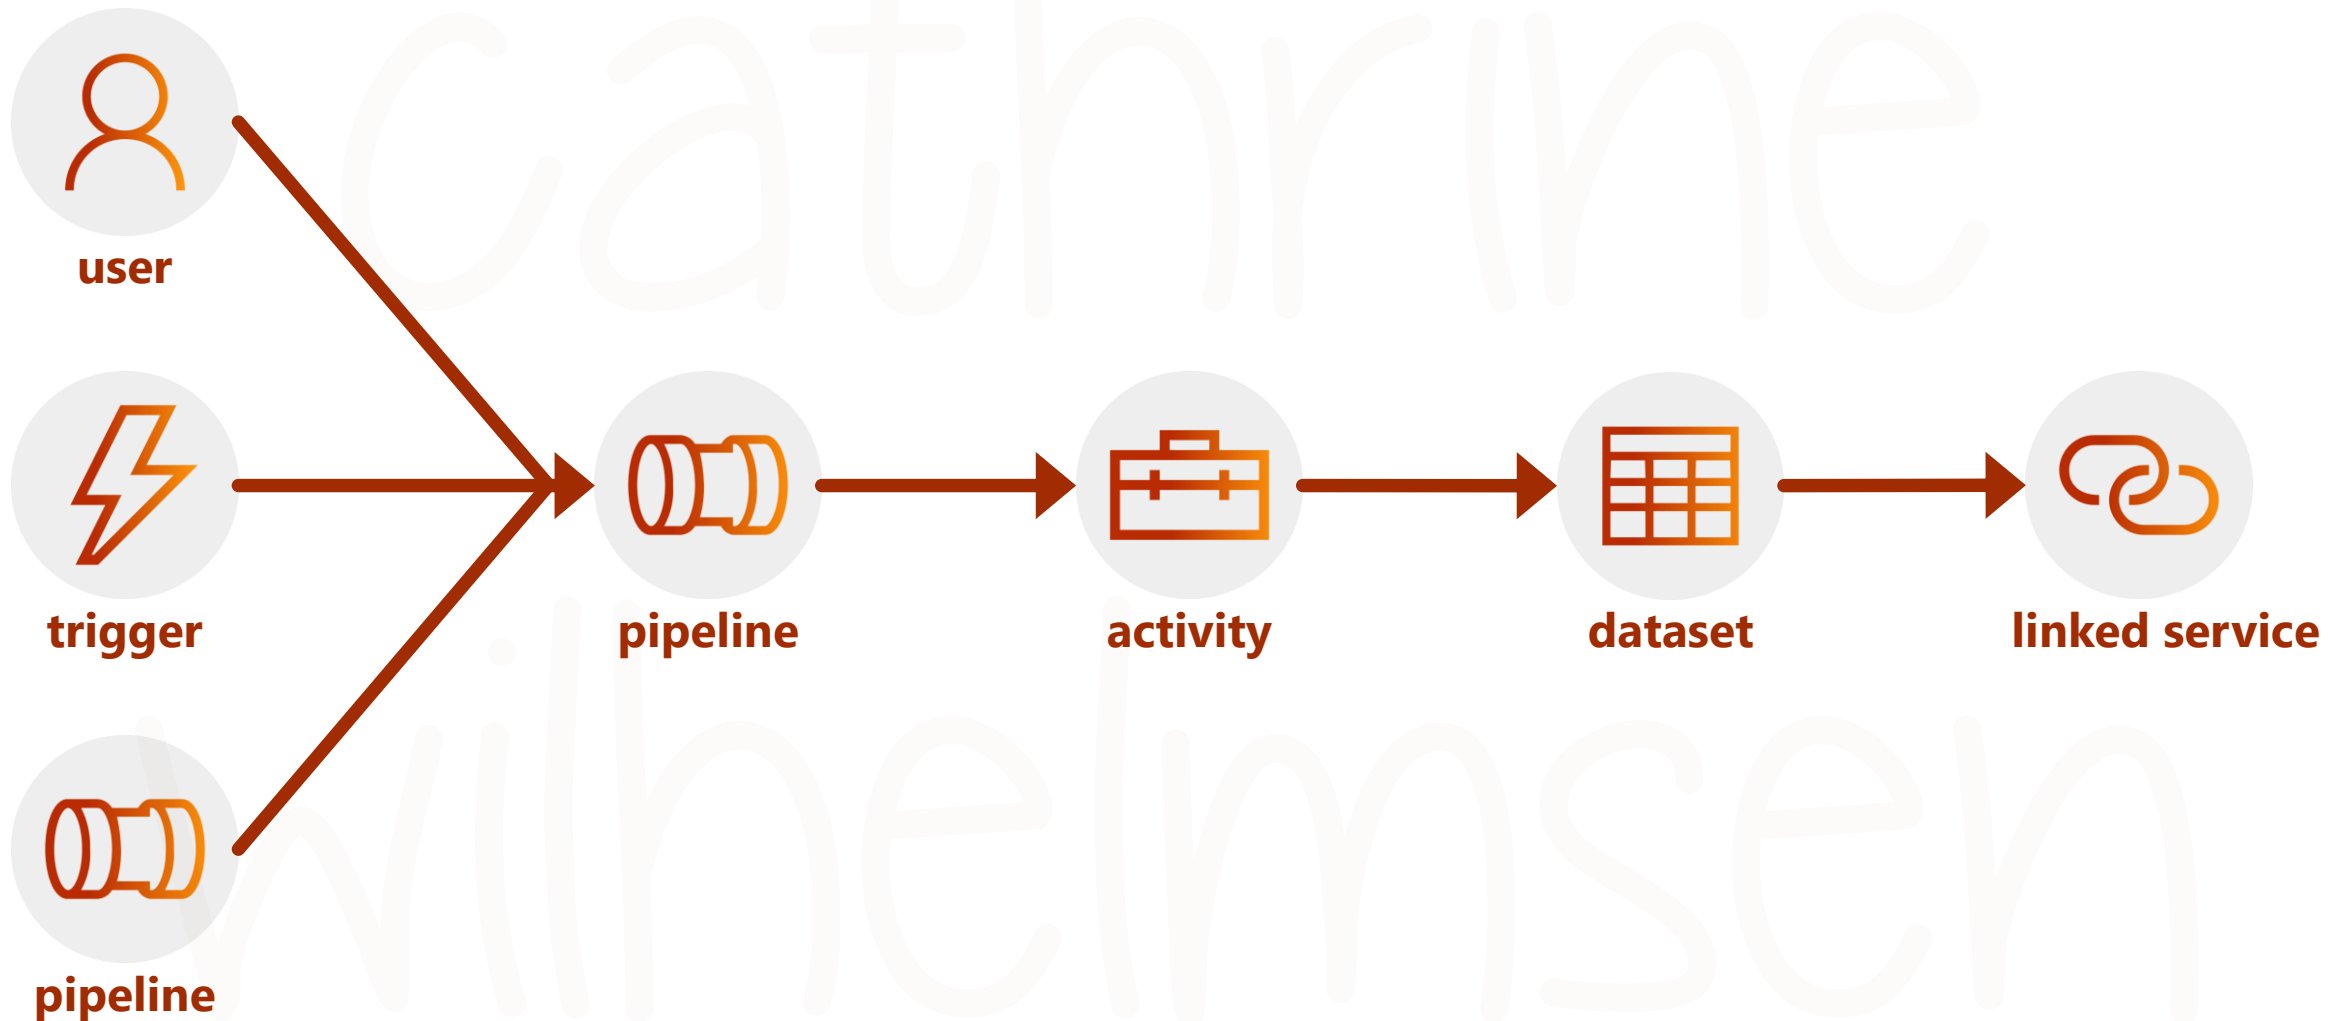 cathrine
user
trigger
pipeline
activity
dataset
linked service
wilhelmsen
pipeline